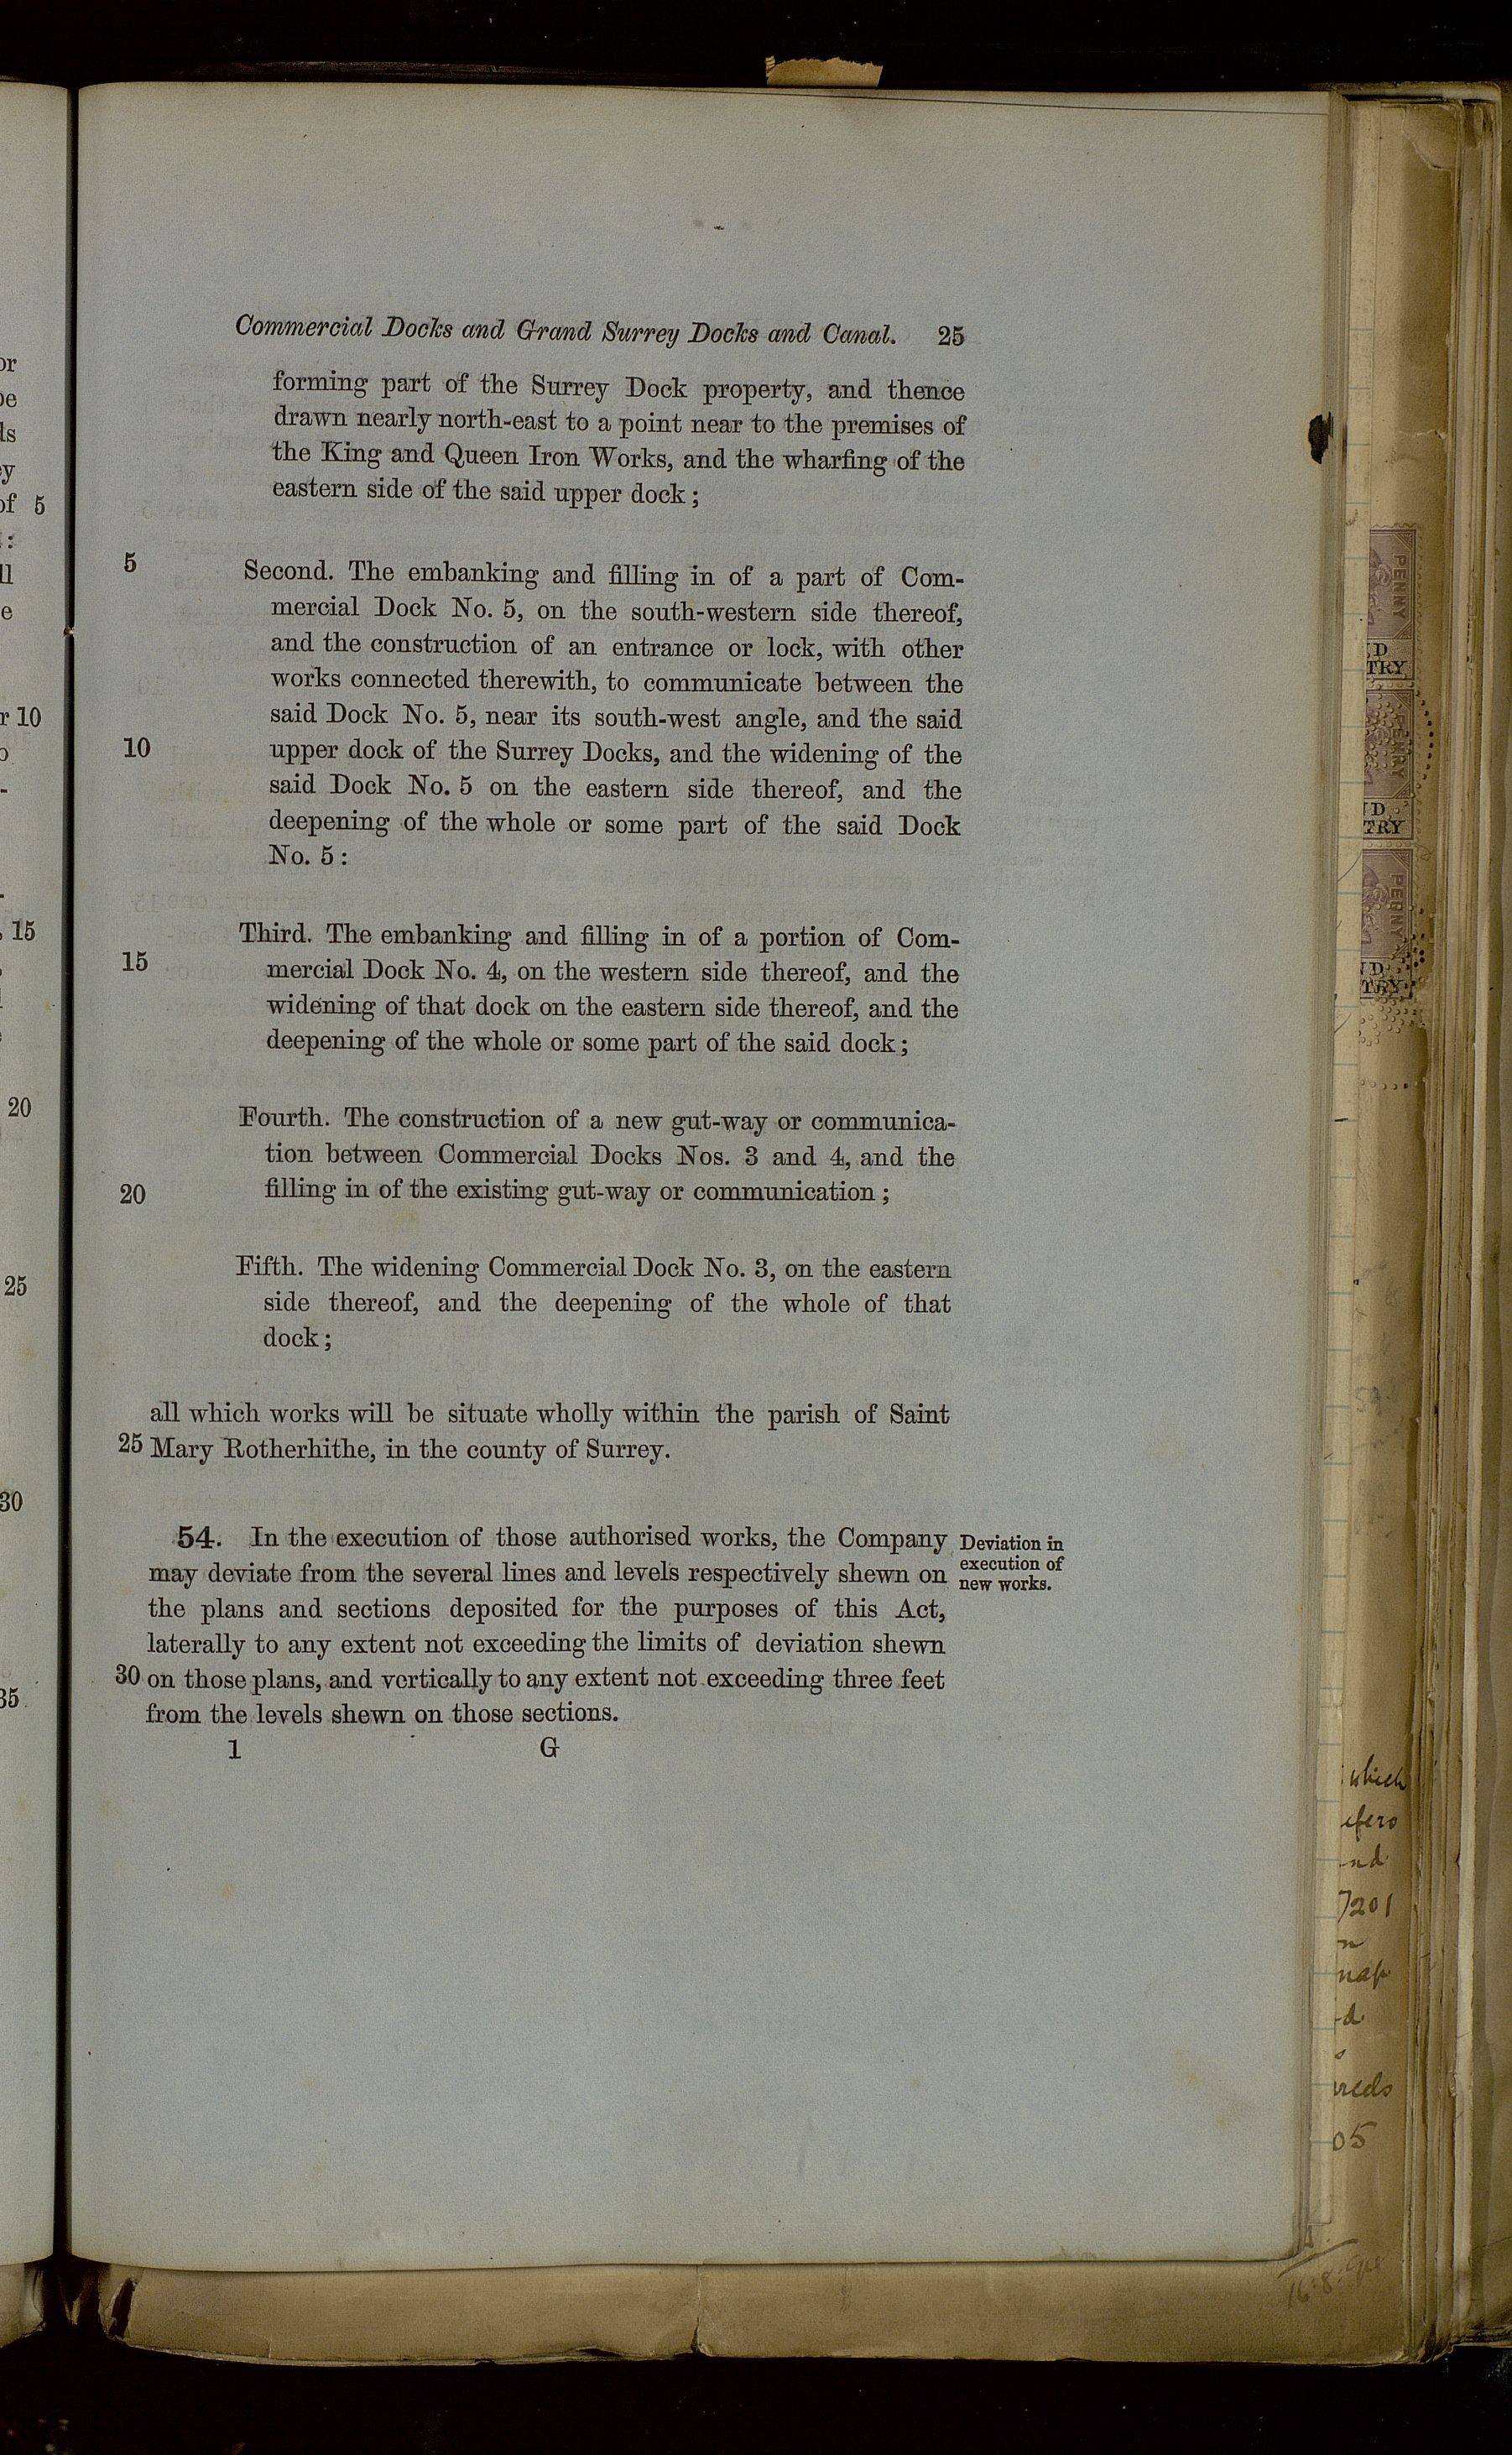 Commercial Docks and Grand Surrey Docks and Canal. 25
forming part of the Surrey Dock property, and thence
drawn nearly north-east to a point near to the premises of
the King and Queen Iron Works, and the wharfing of the
eastern side of the said upper dock;
5 Second. The embanking and filling in of a part of Com-
mercial Dock No. 5, on the south-western side thereof,
and the construction of an entrance or lock, with other
works connected therewith, to communicate between the
said Dock No. 5, near its south-west angle, and the said
10 upper dock of the Surrey Docks, and the widening of the
said Dock No. 5 on the eastern side thereof, and the
deepening of the whole or some part of the said Dock
No. 5:
Third. The embanking and filling in of a portion of Com-
15 mercial Dock No. 4, on the western side thereof, and the
widening of that dock on the eastern side thereof, and the
deepening of the whole or some part of the said dock;
Fourth. The construction of a new gut-way or communica-
tion between Commercial Docks Nos. 3 and 4, and the
20 filling in of the existing gut-way or communication;
Fifth. The widening Commercial Dock No. 3, on the eastern
side thereof, and the deepening of the whole of that
dock;
all which works will be situate wholly within the parish of Saint
25 Mary Rotherhithe, in the county of Surrey.
54. In the execution of those authorised works, the Company
may deviate from the several lines and levels respectively shewn on
the plans and sections deposited for the purposes of this Act,
laterally to any extent not exceeding the limits of deviation shewn
30 on those plans, and vertically to any extent not exceeding three feet
from the levels shewn on those sections.
Deviation in
execution of
new works.
1 G
of 5
10
15
20
25
30
35
PENNY
PENNY
PENNY
which
7201
05